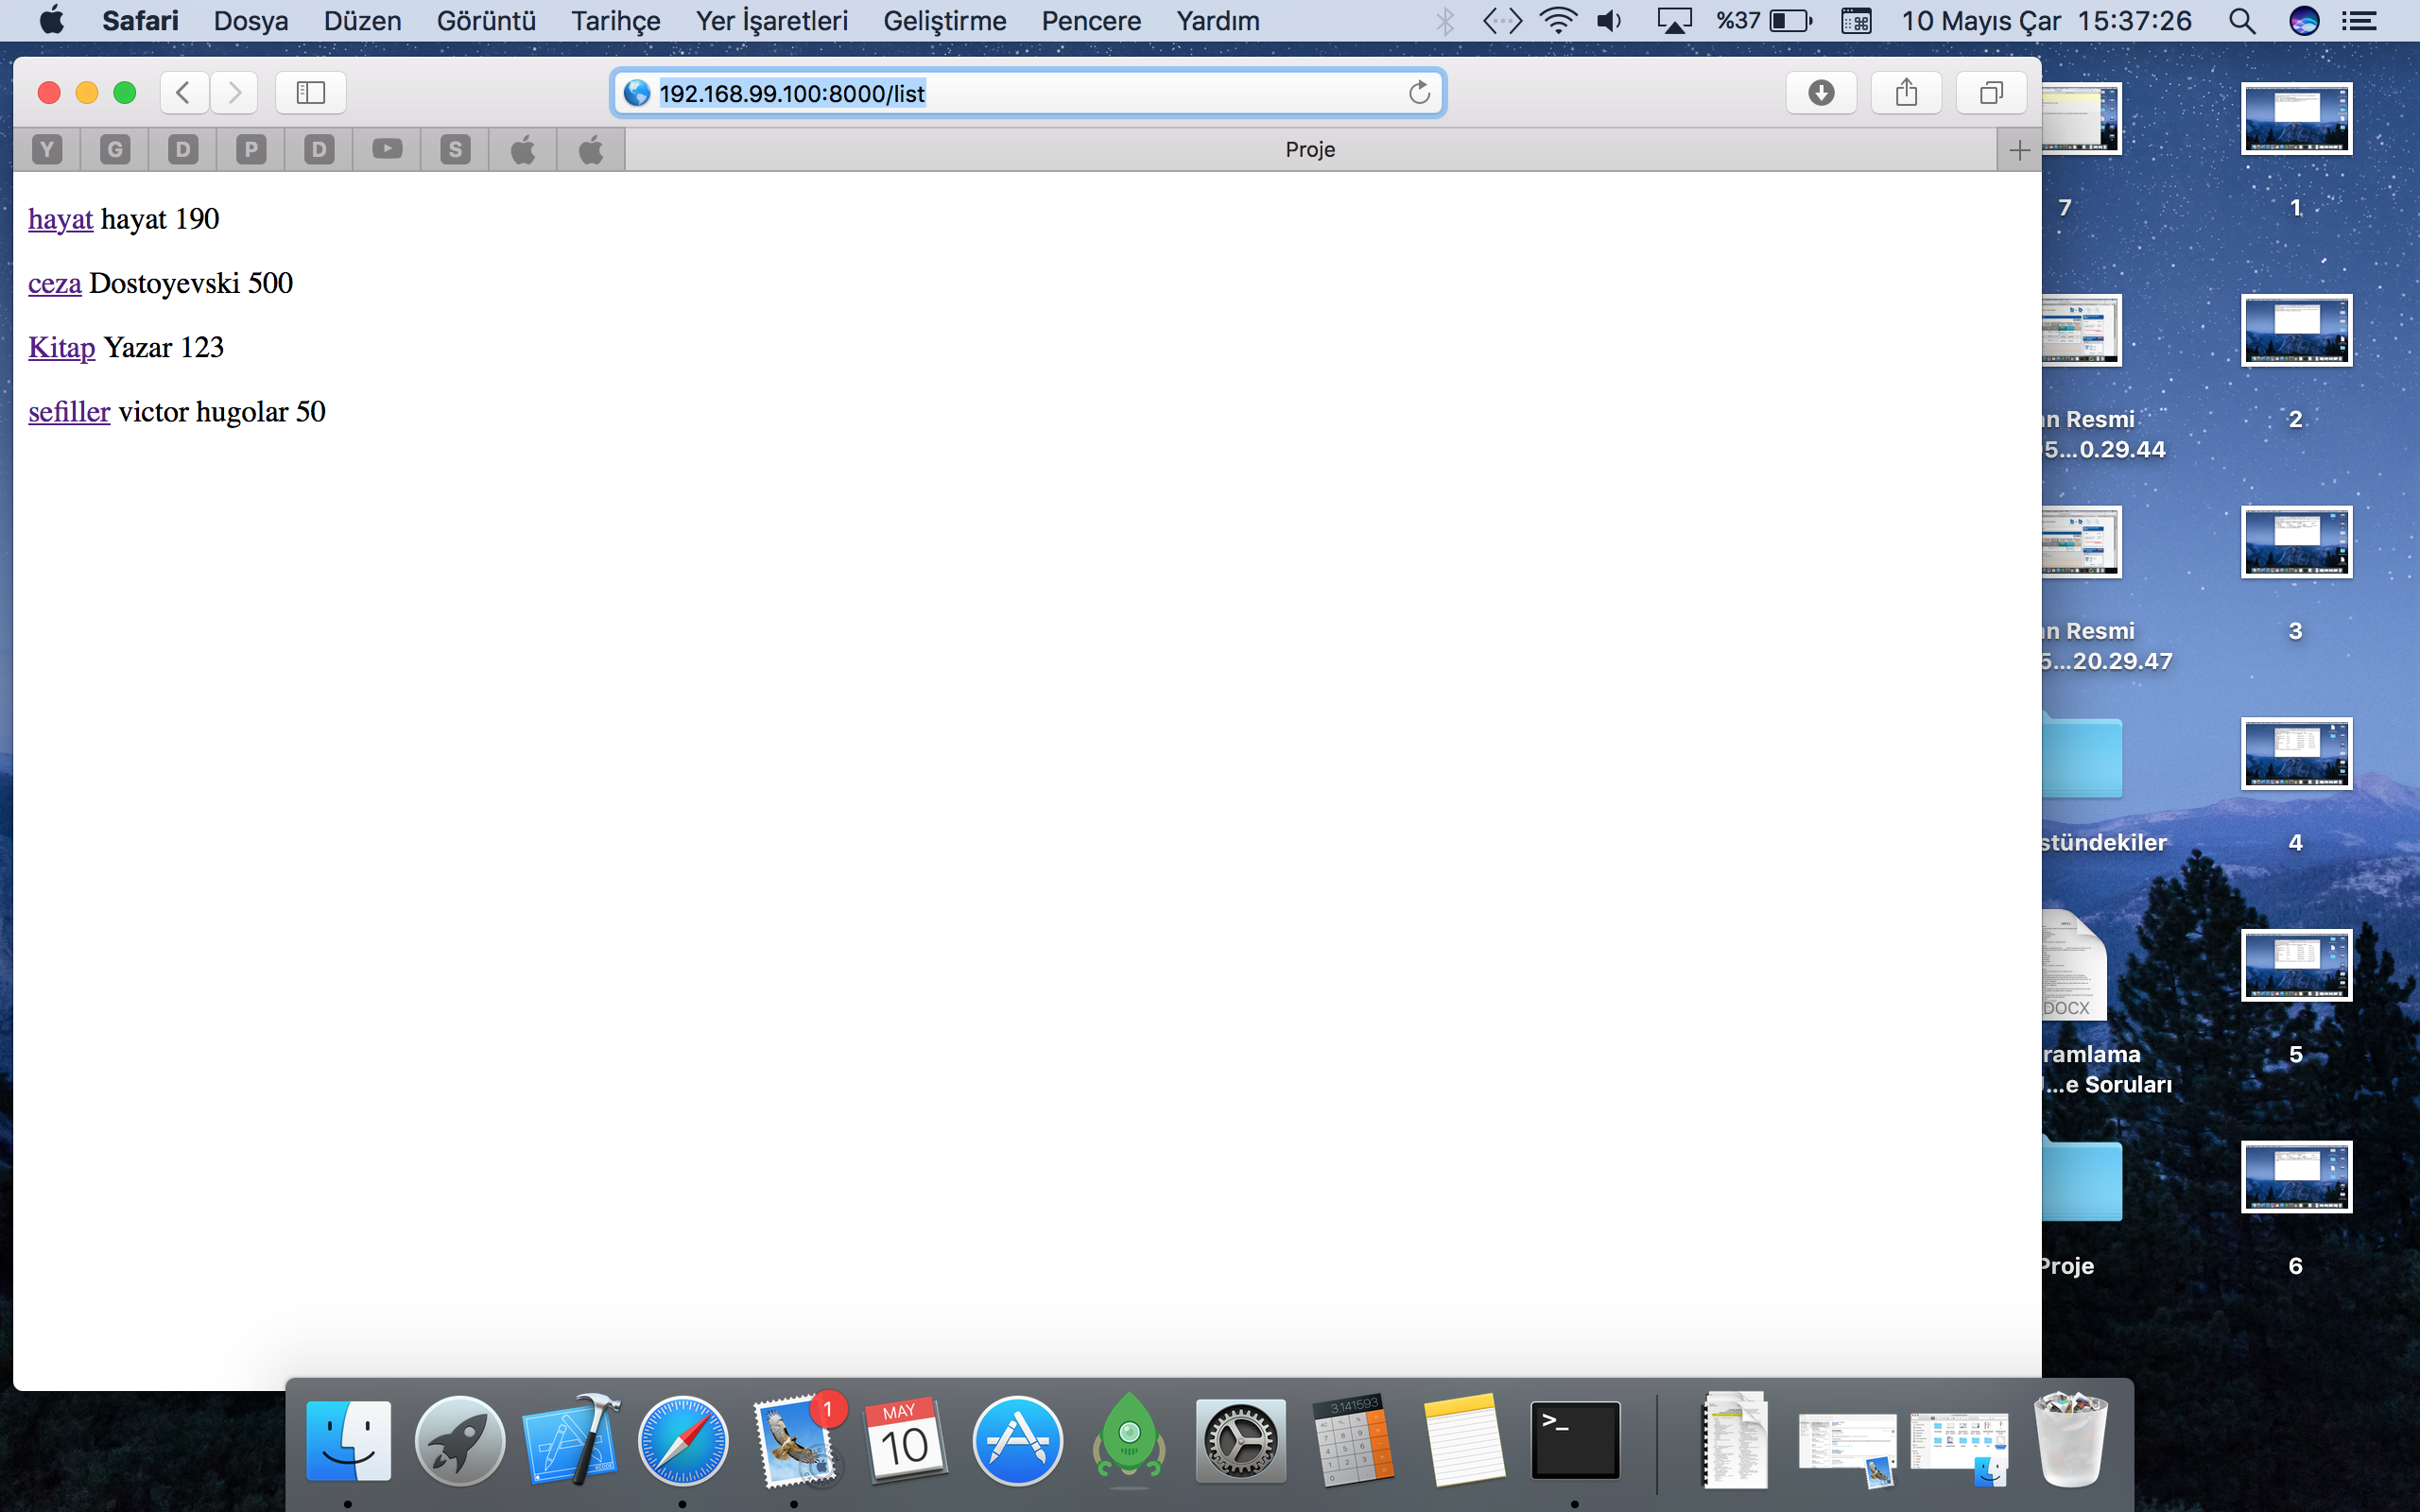 Safari Dosya Düzen Görüntü Tarihçe Yer İşaretleri Geliştirme Pencere Yardım %37 10 Mayıs Çar 15:37:26
192.168.99.100:8000/list
Y G D P D S Proje
hayat hayat 190
ceza Dostoyevski 500
Kitap Yazar 123
sefiller victor hugolar 50
7 1
Resmi 2
5...0.29.44
Resmi 3
5...20.29.47
stündekiler 4
DOCX
ramlama 5
...e Soruları
Proje 6
1
MAY
10
3.141593
>_